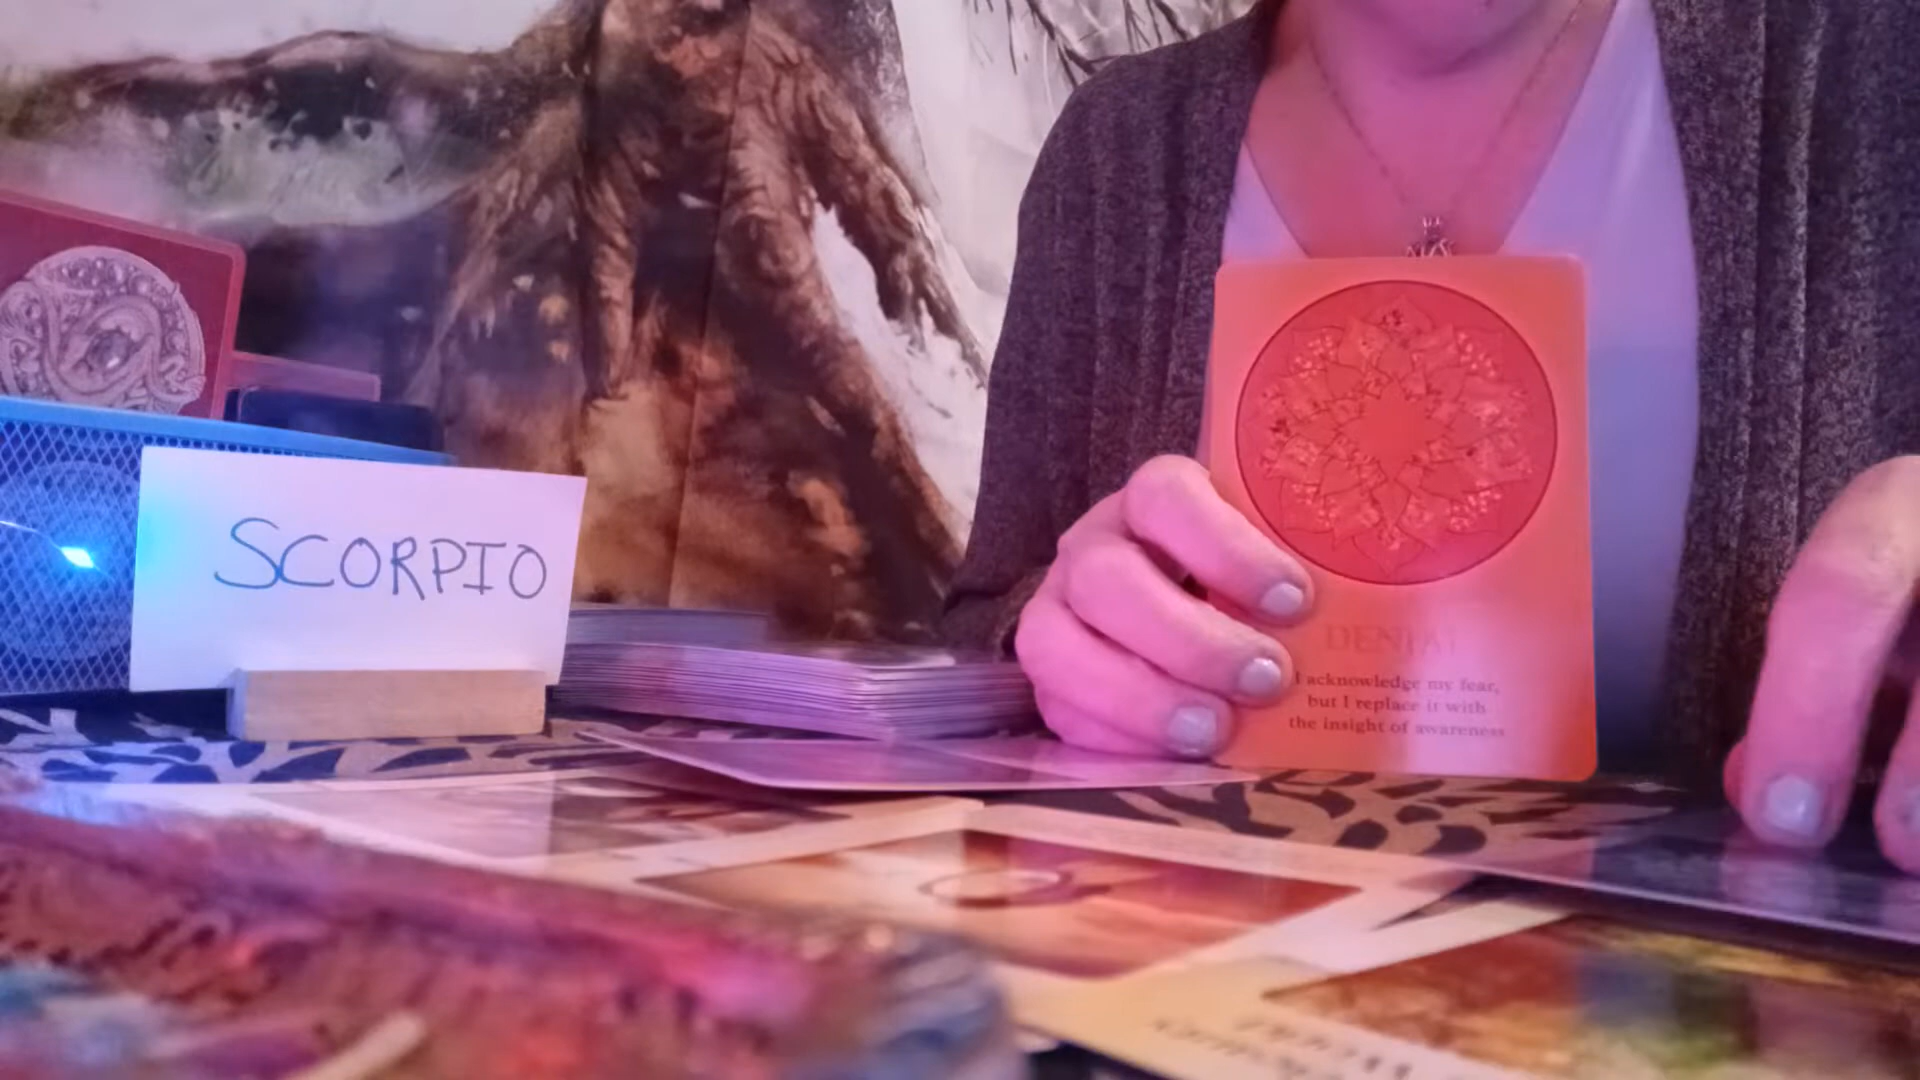 SCORPIO
DENIAL
I acknowledge my fear,
but I replace it with
the insight of awareness